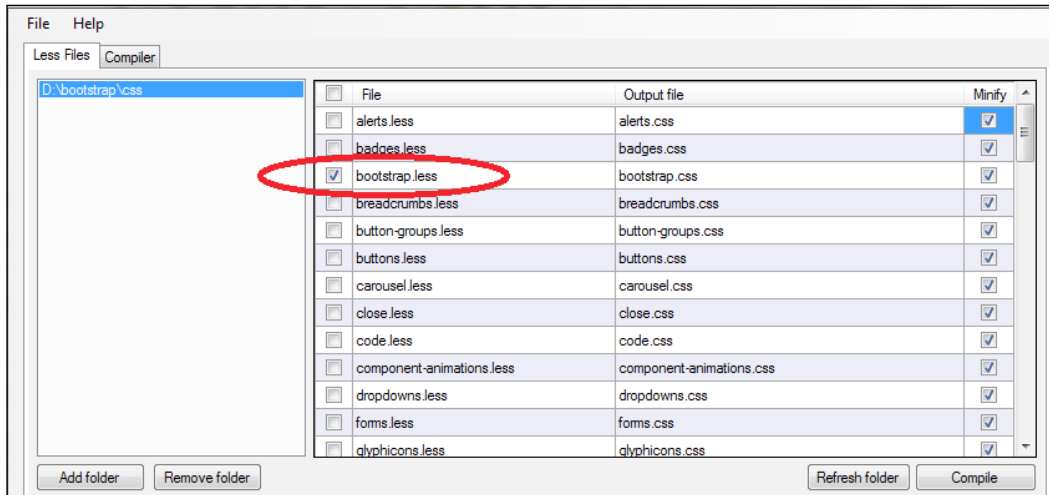 File Help
Less Files Compiler
D:\bootstrap\css
File Output file Minify
alerts.less alerts.css
badges.less badges.css
bootstrap.less bootstrap.css
breadcrumbs.less breadcrumbs.css
button-groups.less button-groups.css
buttons.less buttons.css
carousel.less carousel.css
close.less close.css
code.less code.css
component-animations.less component-animations.css
dropdowns.less dropdowns.css
forms.less forms.css
glyphicons.less glyphicons.css
Add folder Remove folder Refresh folder Compile